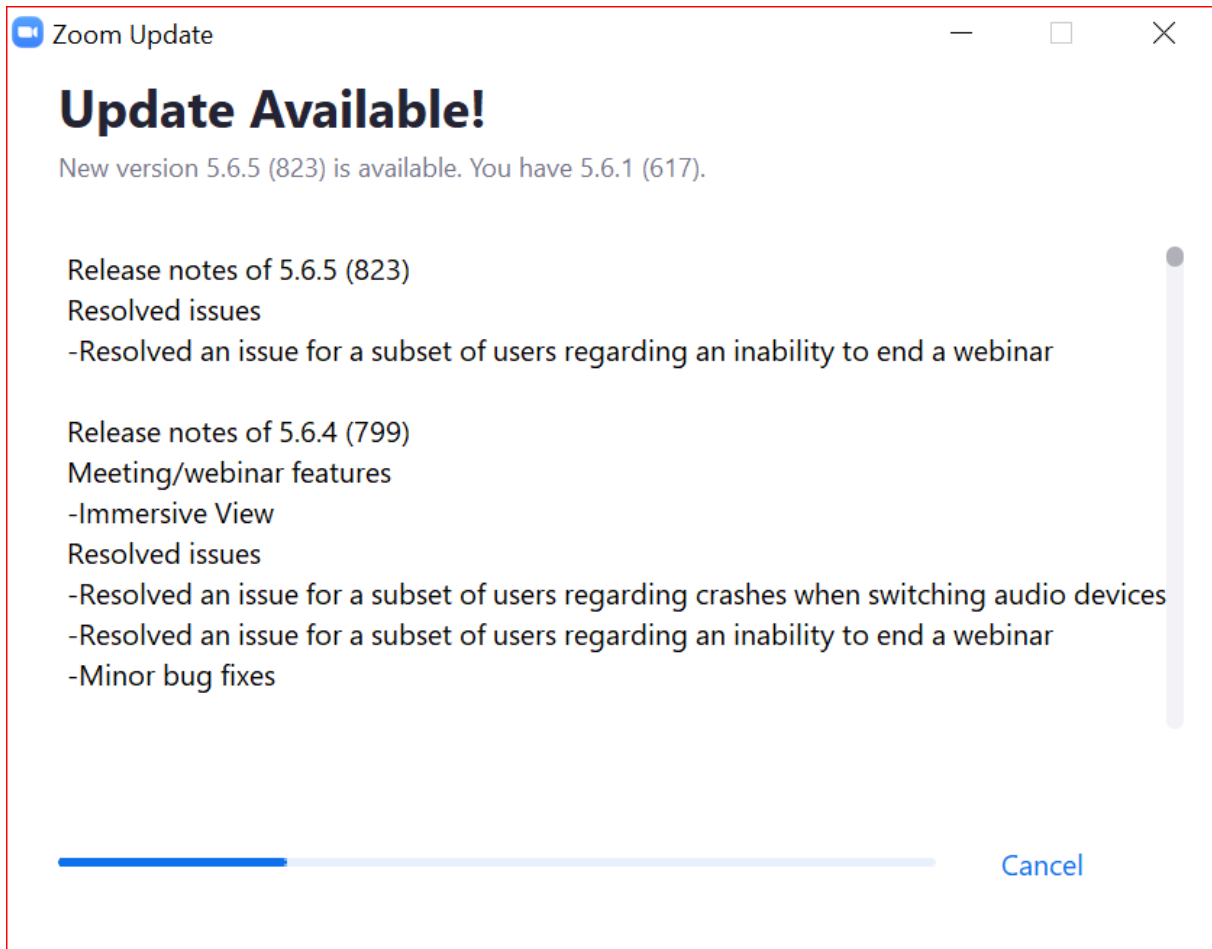 Zoom Update
Update Available!
New version 5.6.5 (823) is available. You have 5.6.1 (617).
Release notes of 5.6.5 (823)
Resolved issues
-Resolved an issue for a subset of users regarding an inability to end a webinar
Release notes of 5.6.4 (799)
Meeting/webinar features
-Immersive View
Resolved issues
-Resolved an issue for a subset of users regarding crashes when switching audio devices
-Resolved an issue for a subset of users regarding an inability to end a webinar
-Minor bug fixes
Cancel